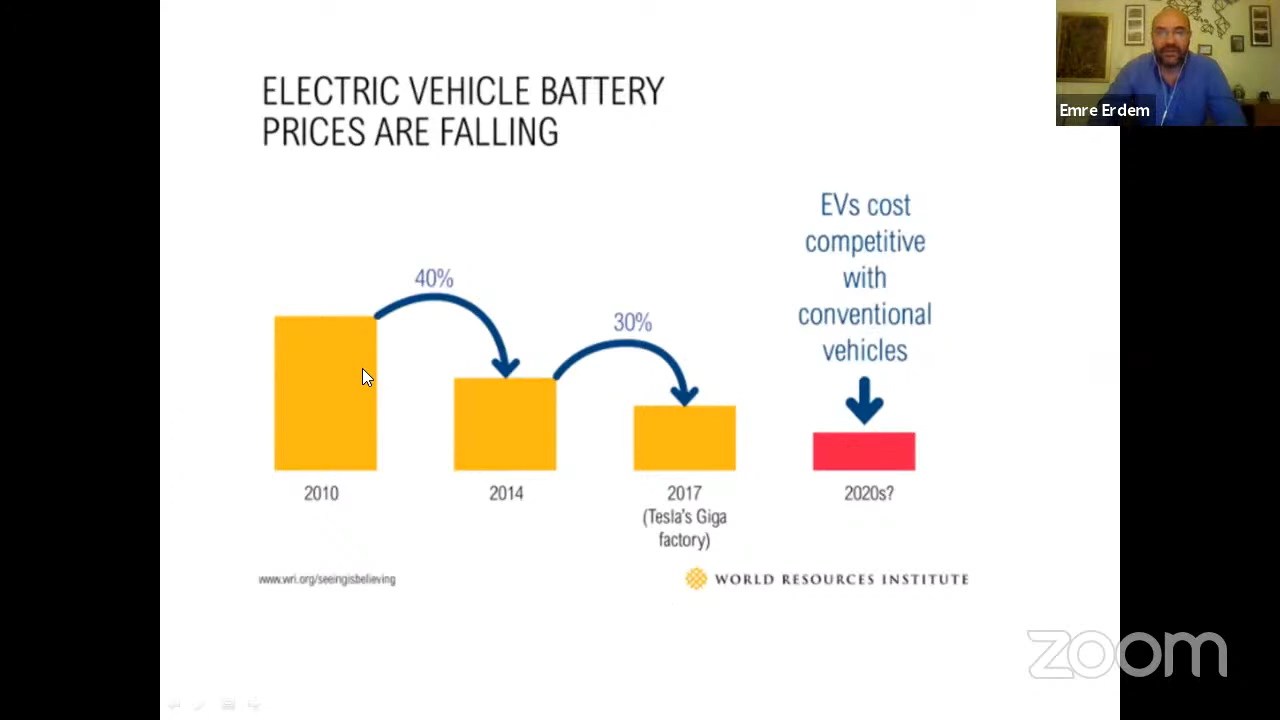 ELECTRIC VEHICLE BATTERY
PRICES ARE FALLING
Emre Erdem
EVs cost
competitive
with
conventional
vehicles
40%
30%
2010
2014
2017
(Tesla's Giga
factory)
2020s?
www.wri.org/seeingisbelieving
WORLD RESOURCES INSTITUTE
zoom